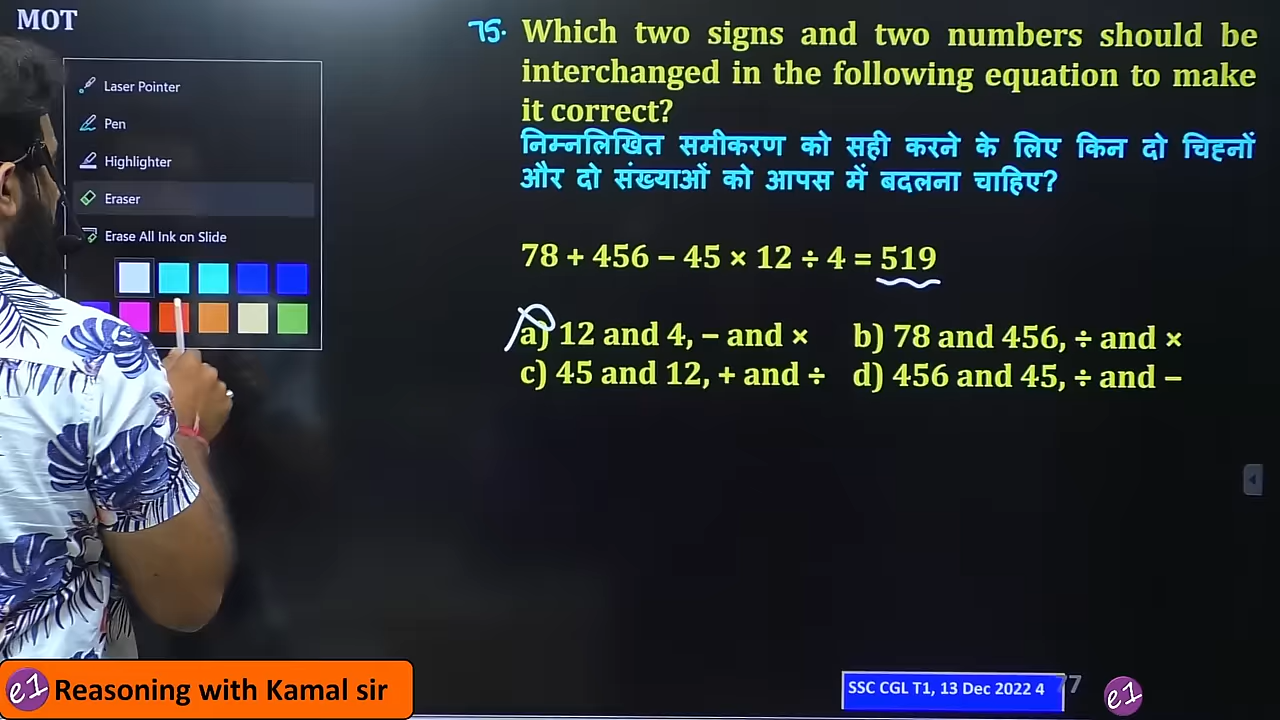 MOT
Laser Pointer
Pen
Highlighter
Eraser
Erase All Ink on Slide
75. Which two signs and two numbers should be
interchanged in the following equation to make
it correct?
निम्नलिखित समीकरण को सही करने के लिए किन दो चिह्नों
और दो संख्याओं को आपस में बदलना चाहिए?
78 + 456 − 45 × 12 ÷ 4 = 519
a) 12 and 4, − and × b) 78 and 456, ÷ and ×
c) 45 and 12, + and ÷ d) 456 and 45, ÷ and −
e1 Reasoning with Kamal sir
SSC CGL T1, 13 Dec 2022 4 77 e1